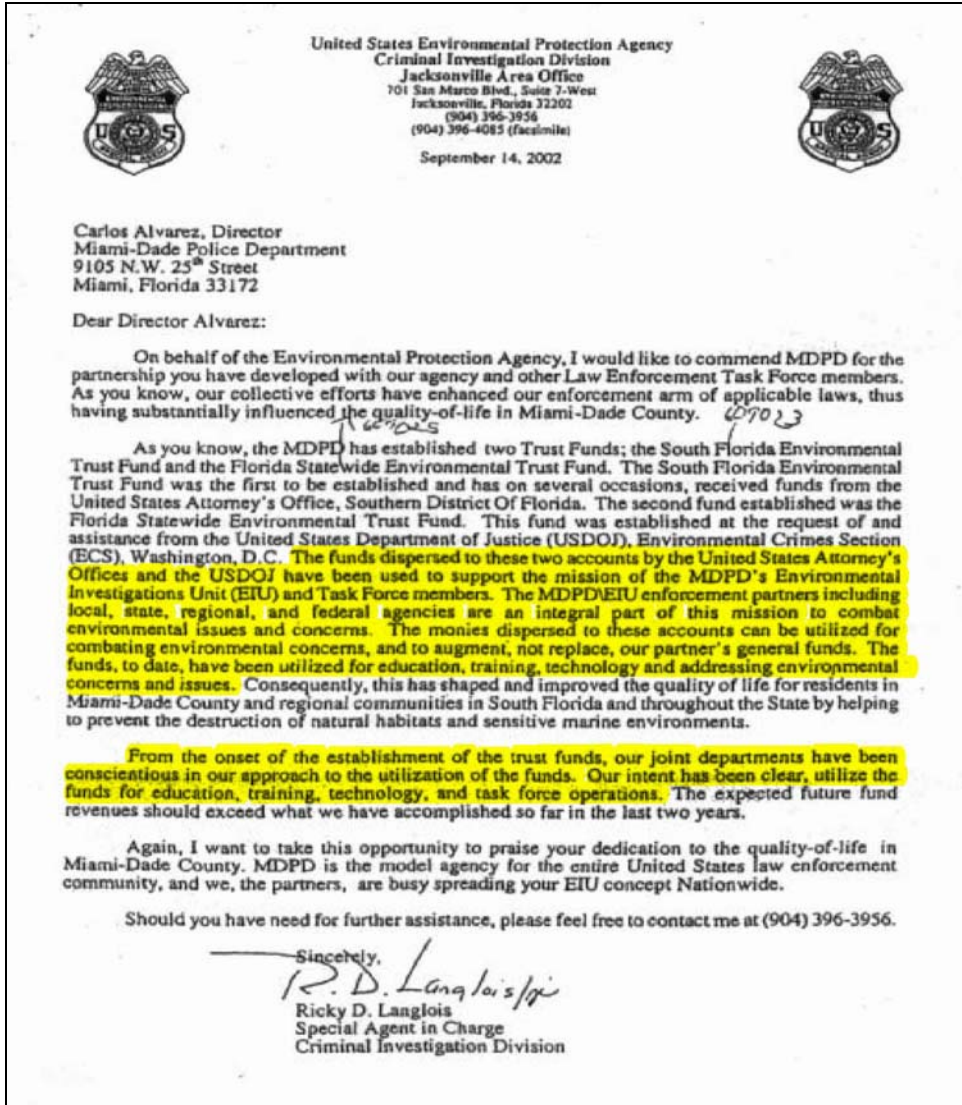 United States Environmental Protection Agency
Criminal Investigation Division
Jacksonville Area Office
701 San Marco Blvd., Suite 7-West
Jacksonville, Florida 32202
(904) 396-3956
(904) 396-4085 (facsimile)
September 14, 2002
U S
U S
Carlos Alvarez, Director
Miami-Dade Police Department
9105 N.W. 25th Street
Miami, Florida 33172
Dear Director Alvarez:
On behalf of the Environmental Protection Agency, I would like to commend MDPD for the
partnership you have developed with our agency and other Law Enforcement Task Force members.
As you know, our collective efforts have enhanced our enforcement arm of applicable laws, thus
having substantially influenced the quality-of-life in Miami-Dade County.
As you know, the MDPD has established two Trust Funds; the South Florida Environmental
Trust Fund and the Florida Statewide Environmental Trust Fund. The South Florida Environmental
Trust Fund was the first to be established and has on several occasions, received funds from the
United States Attorney's Office, Southern District Of Florida. The second fund established was the
Florida Statewide Environmental Trust Fund. This fund was established at the request of and
assistance from the United States Department of Justice (USDOJ), Environmental Crimes Section
(ECS), Washington, D.C. The funds dispersed to these two accounts by the United States Attorney's
Offices and the USDOJ have been used to support the mission of the MDPD's Environmental
Investigations Unit (EIU) and Task Force members. The MDPD\EIU enforcement partners including
local, state, regional, and federal agencies are an integral part of this mission to combat
environmental issues and concerns. The monies dispersed to these accounts can be utilized for
combating environmental concerns, and to augment, not replace, our partner's general funds. The
funds, to date, have been utilized for education, training, technology and addressing environmental
concerns and issues. Consequently, this has shaped and improved the quality of life for residents in
Miami-Dade County and regional communities in South Florida and throughout the State by helping
to prevent the destruction of natural habitats and sensitive marine environments.
From the onset of the establishment of the trust funds, our joint departments have been
conscientious in our approach to the utilization of the funds. Our intent has been clear, utilize the
funds for education, training, technology, and task force operations. The expected future fund
revenues should exceed what we have accomplished so far in the last two years.
Again, I want to take this opportunity to praise your dedication to the quality-of-life in
Miami-Dade County. MDPD is the model agency for the entire United States law enforcement
community, and we, the partners, are busy spreading your EIU concept Nationwide.
Should you have need for further assistance, please feel free to contact me at (904) 396-3956.
Sincerely,
R. D. Langlois
Ricky D. Langlois
Special Agent in Charge
Criminal Investigation Division